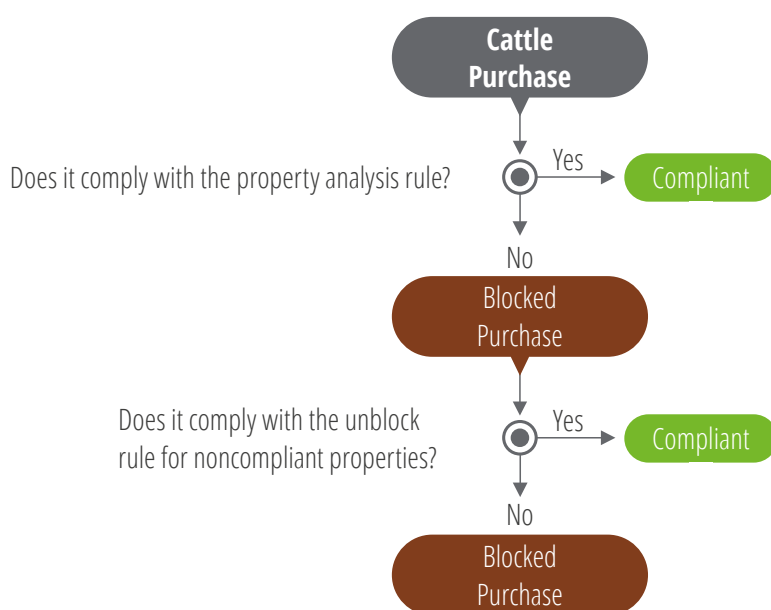 Cattle
Purchase
Does it comply with the property analysis rule?
Yes
Compliant
No
Blocked
Purchase
Does it comply with the unblock
rule for noncompliant properties?
Yes
Compliant
No
Blocked
Purchase